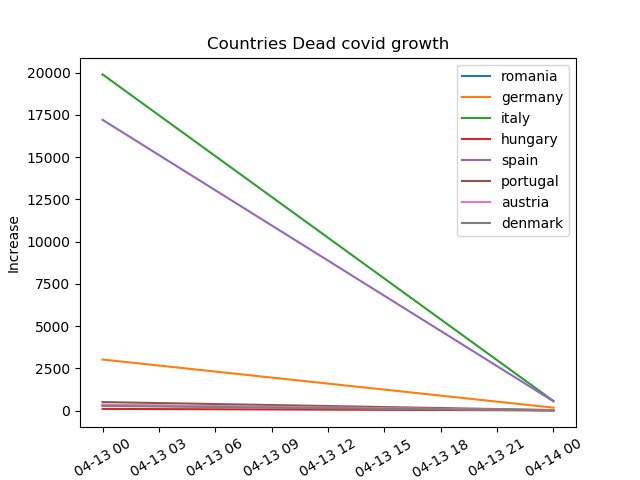 Countries Dead covid growth
20000
17500
15000
12500
10000
7500
5000
2500
0
Increase
romania
germany
italy
hungary
spain
portugal
austria
denmark
04-13 00
04-13 03
04-13 06
04-13 09
04-13 12
04-13 15
04-13 18
04-13 21
04-14 00